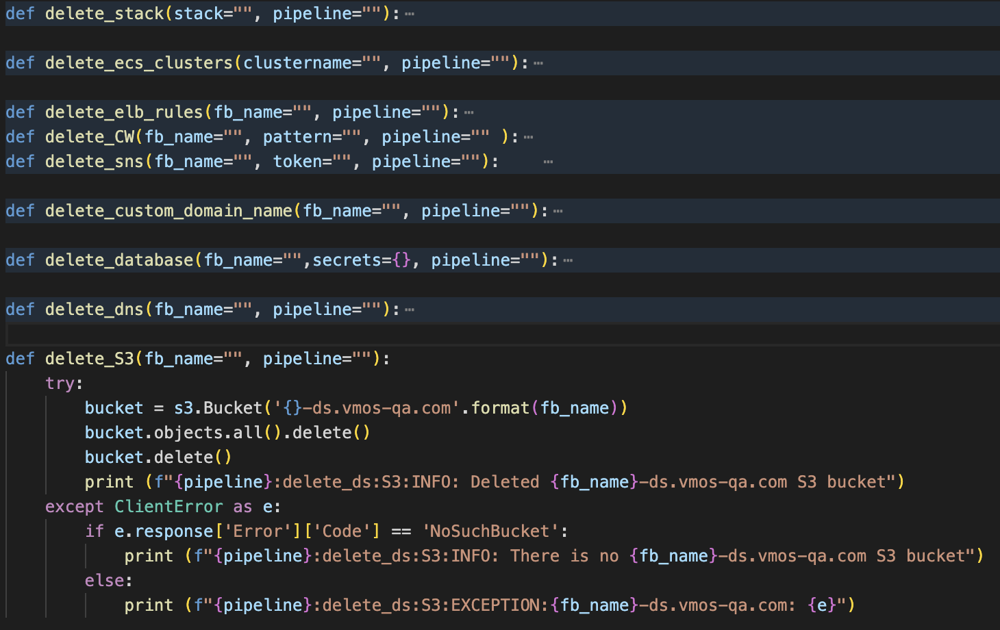 def delete_stack(stack="", pipeline=""):…
def delete_ecs_clusters(clustername="", pipeline=""):…
def delete_elb_rules(fb_name="", pipeline=""):…
def delete_CW(fb_name="", pattern="", pipeline="" ):…
def delete_sns(fb_name="", token="", pipeline=""):    …
def delete_custom_domain_name(fb_name="", pipeline=""):…
def delete_database(fb_name="",secrets={}, pipeline=""):…
def delete_dns(fb_name="", pipeline=""):…
def delete_S3(fb_name="", pipeline=""):
    try:
        bucket = s3.Bucket('{}-ds.vmos-qa.com'.format(fb_name))
        bucket.objects.all().delete()
        bucket.delete()
        print (f"{pipeline}:delete_ds:S3:INFO: Deleted {fb_name}-ds.vmos-qa.com S3 bucket")
    except ClientError as e:
        if e.response['Error']['Code'] == 'NoSuchBucket':
            print (f"{pipeline}:delete_ds:S3:INFO: There is no {fb_name}-ds.vmos-qa.com S3 bucket")
        else:
            print (f"{pipeline}:delete_ds:S3:EXCEPTION:{fb_name}-ds.vmos-qa.com: {e}")